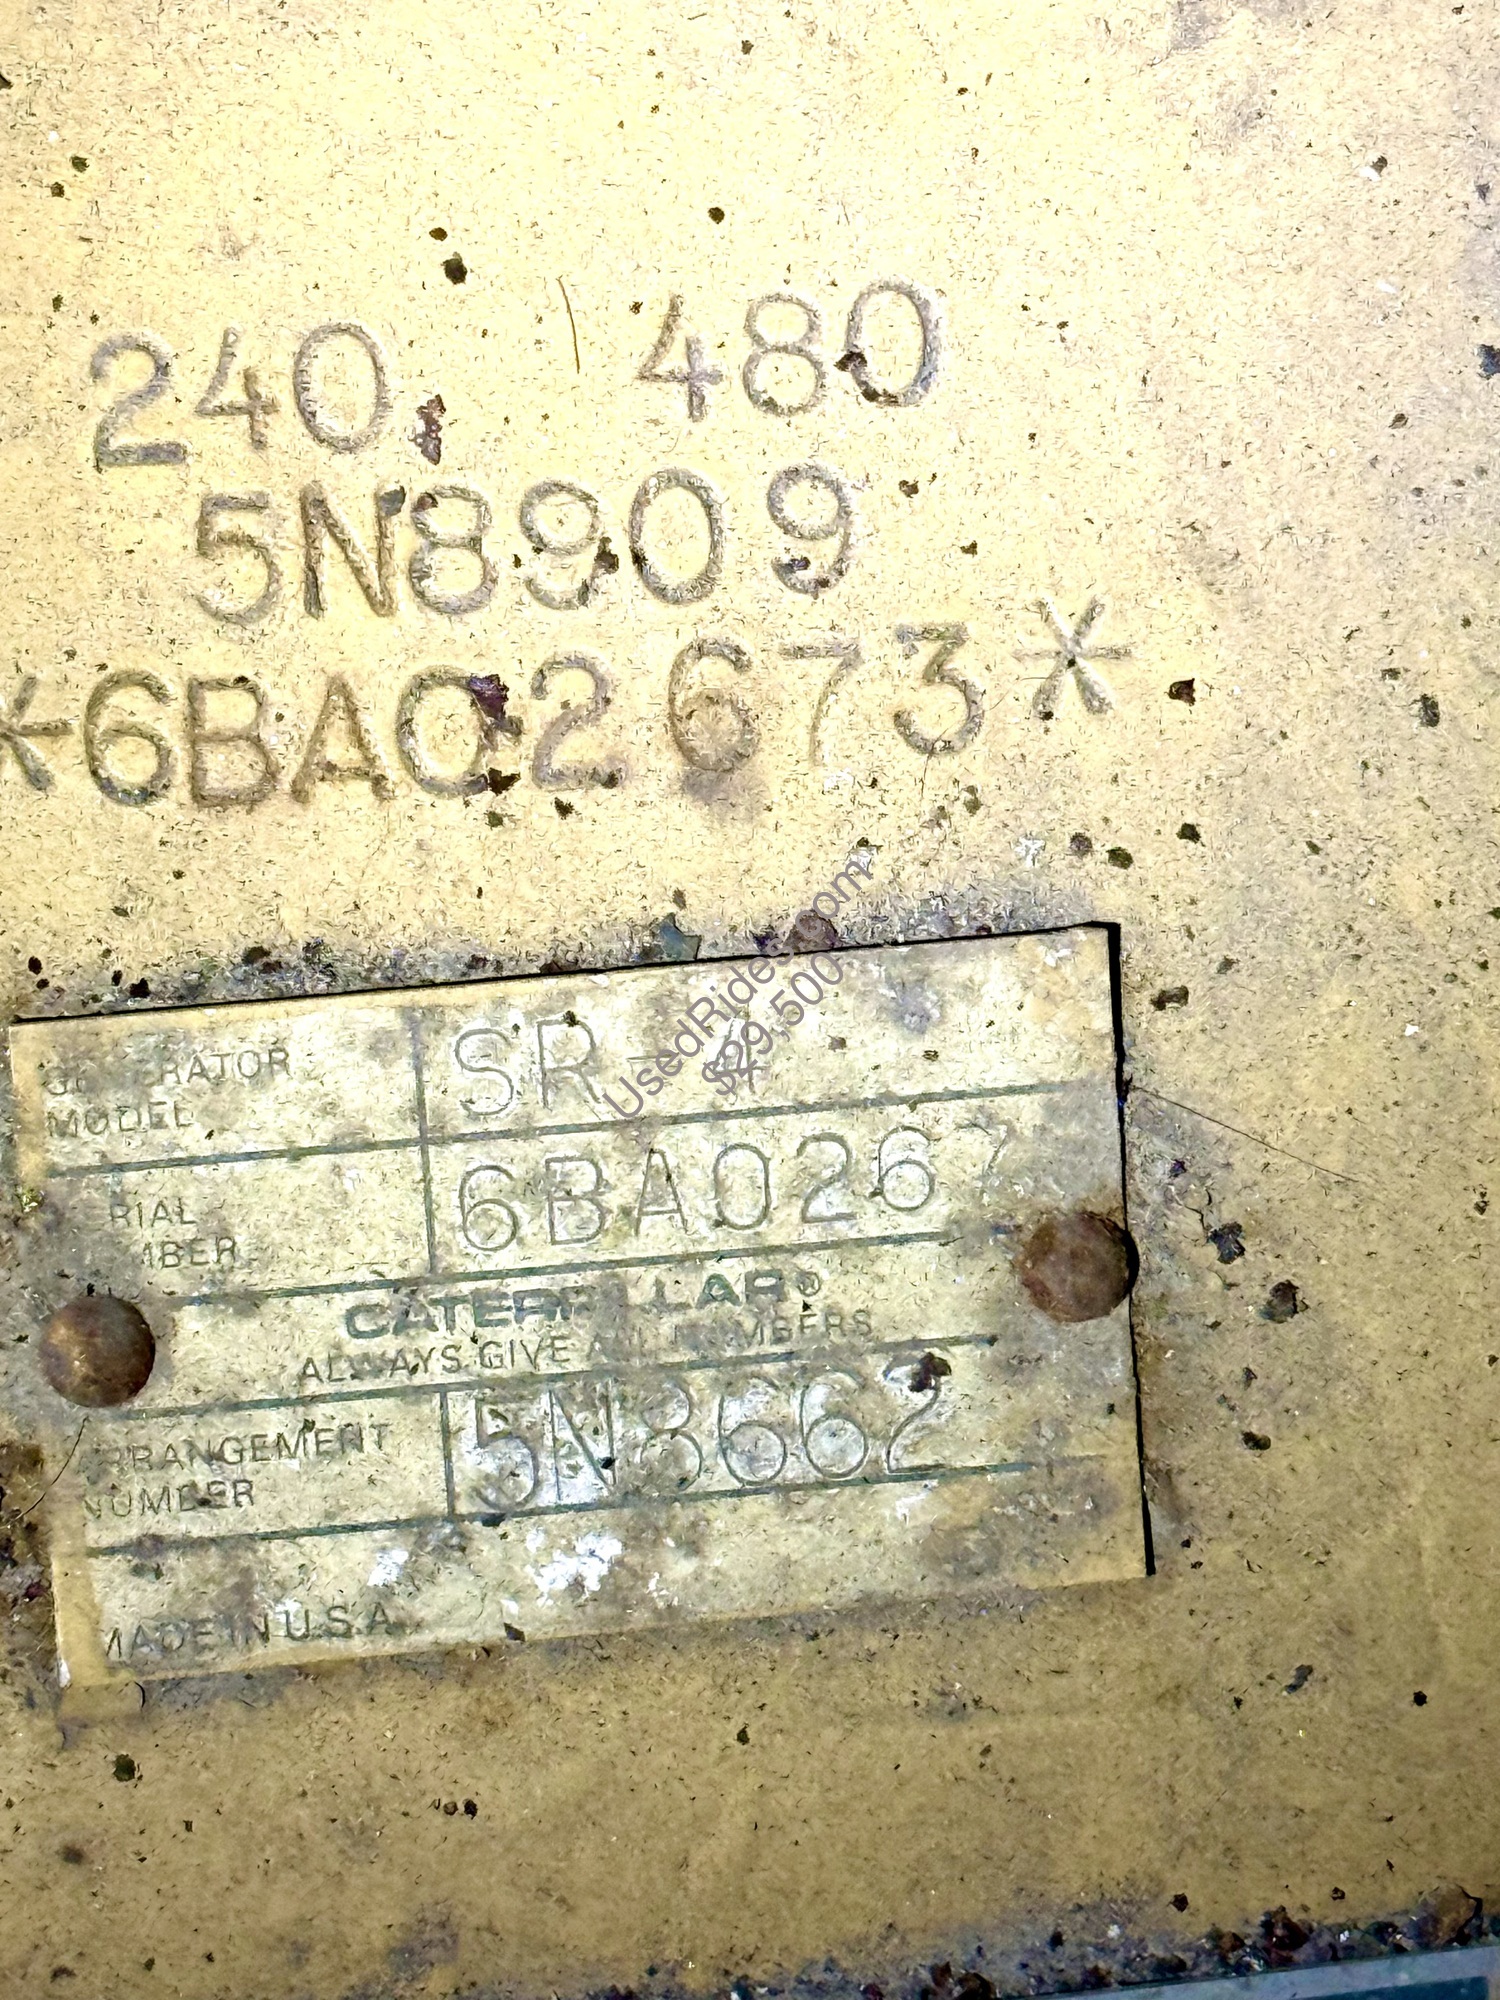 240 480
5N8909
*6BA02673*
UsedRides.com
$29,500
GENERATOR MODEL SR-4
SERIAL NUMBER 6BA0267
CATERPILLAR®
ALWAYS GIVE ALL NUMBERS
ARRANGEMENT NUMBER 5N8662
MADE IN U.S.A.